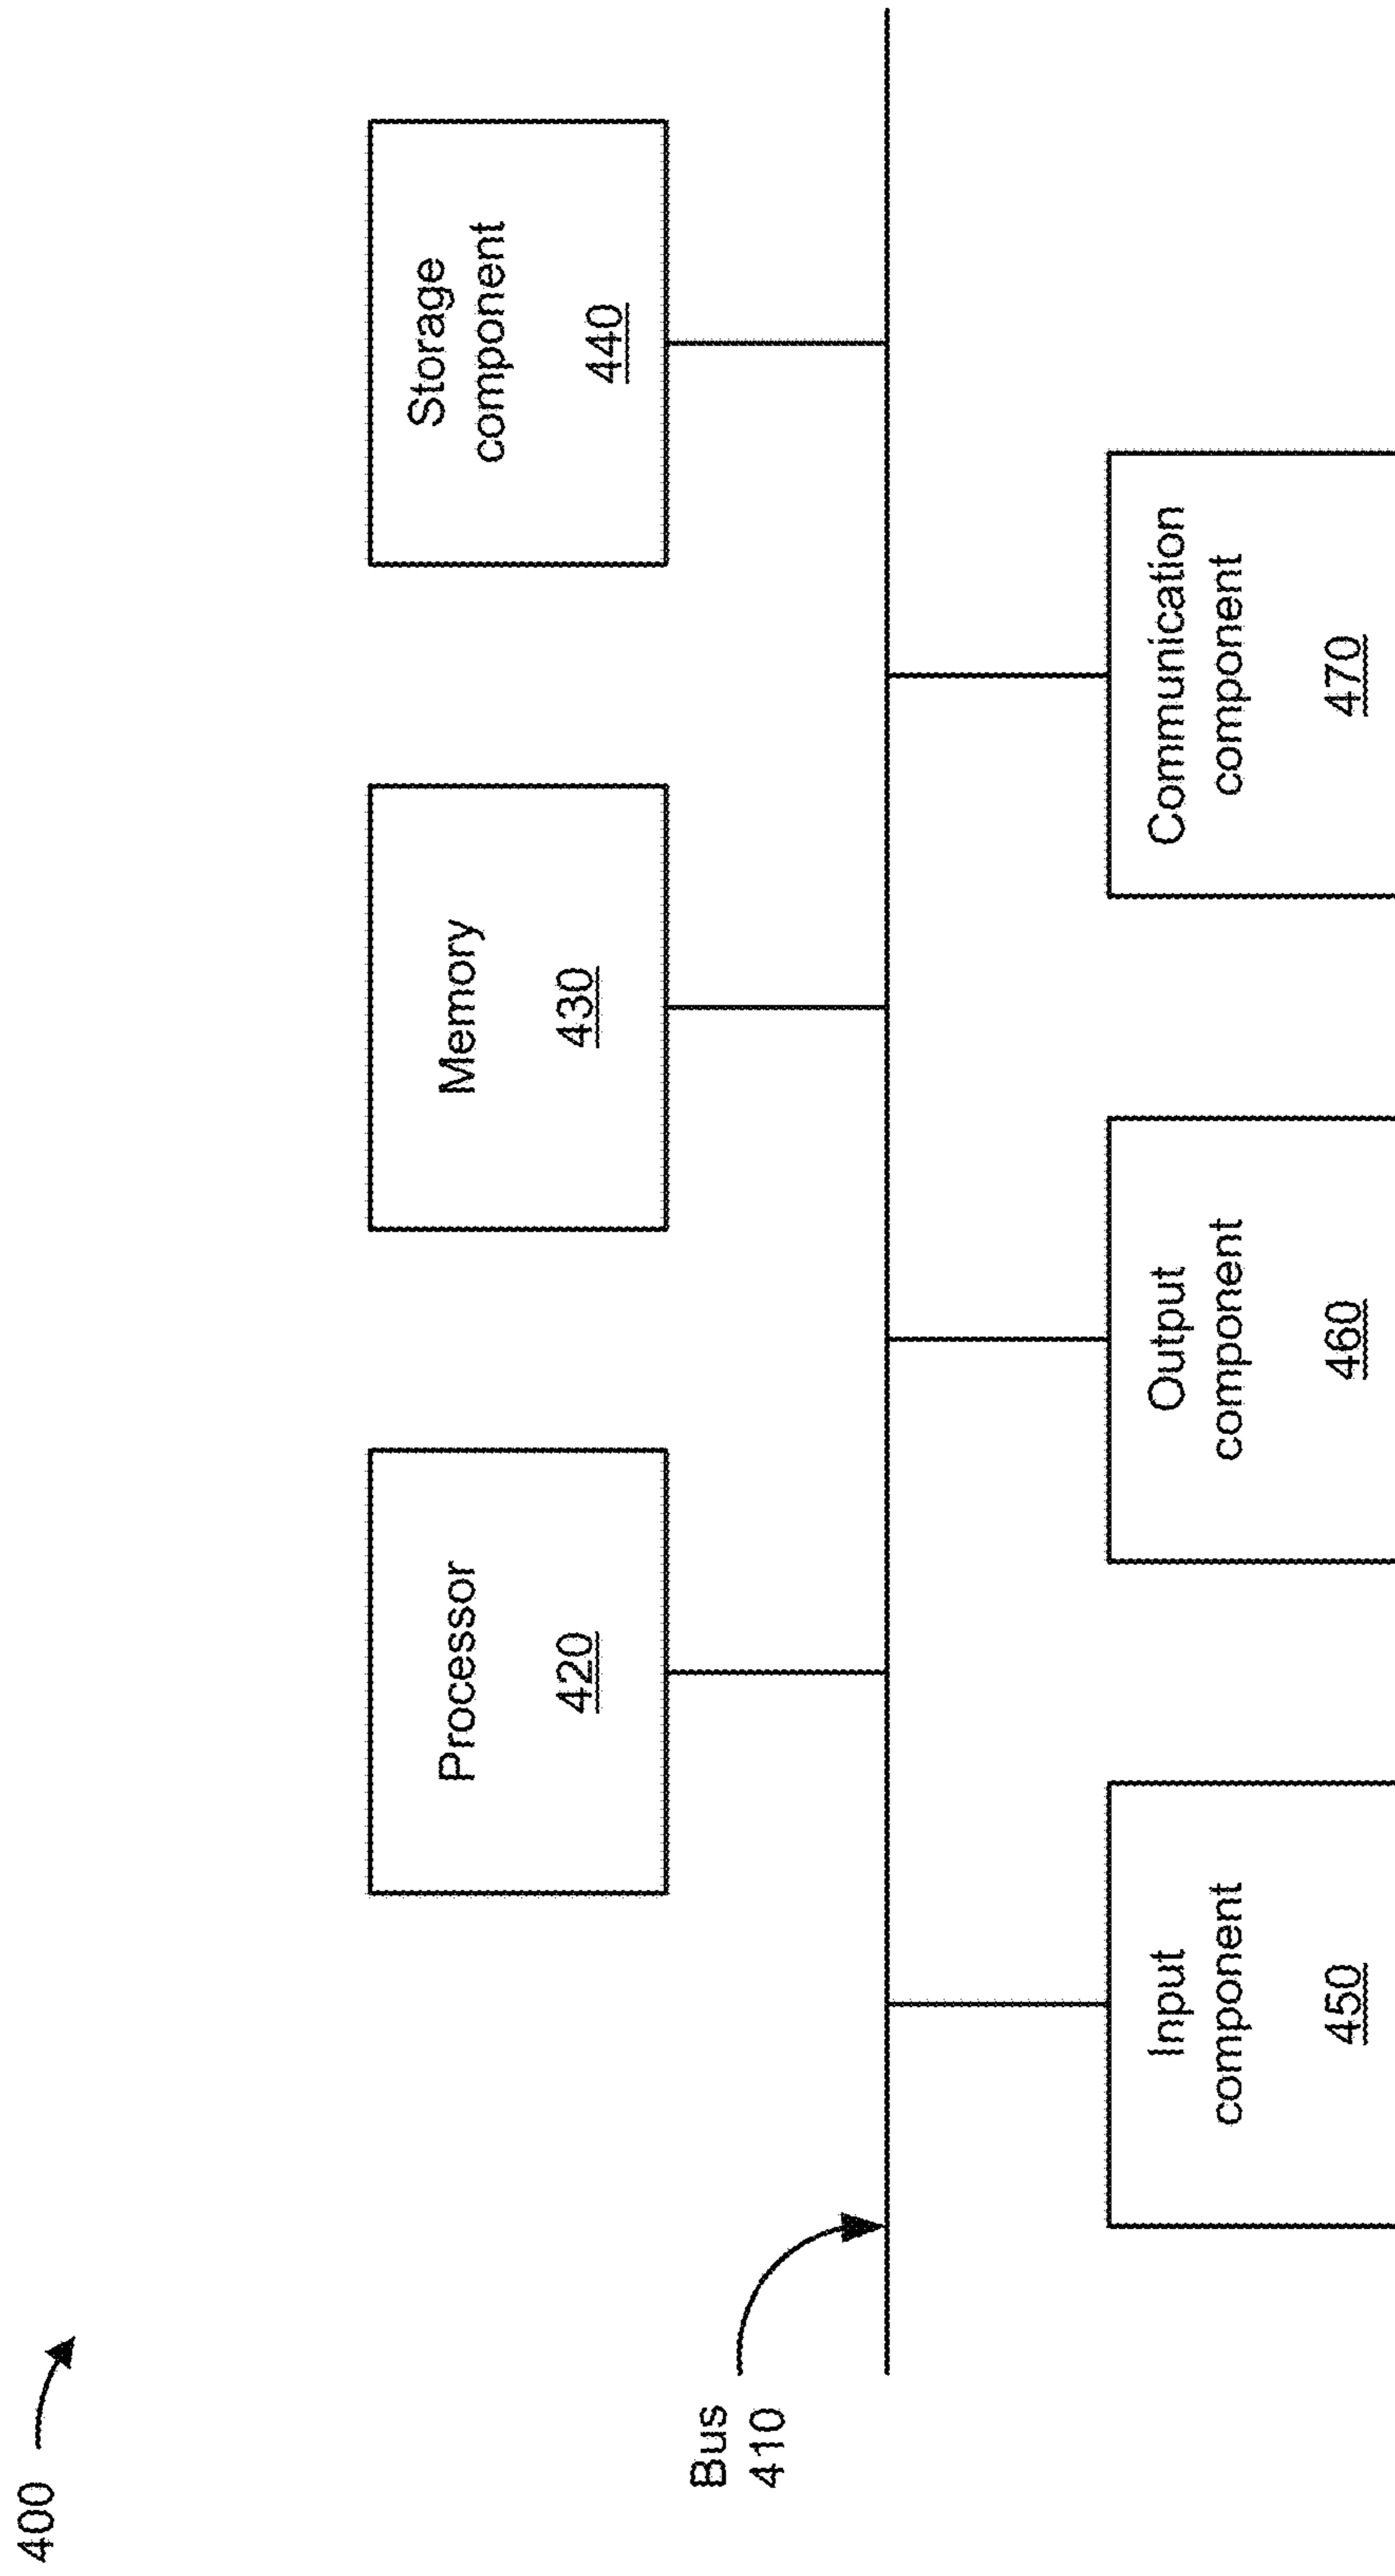 400
Processor
420
Memory
430
Storage
component
440
Bus
410
Input
component
450
Output
component
460
Communication
component
470